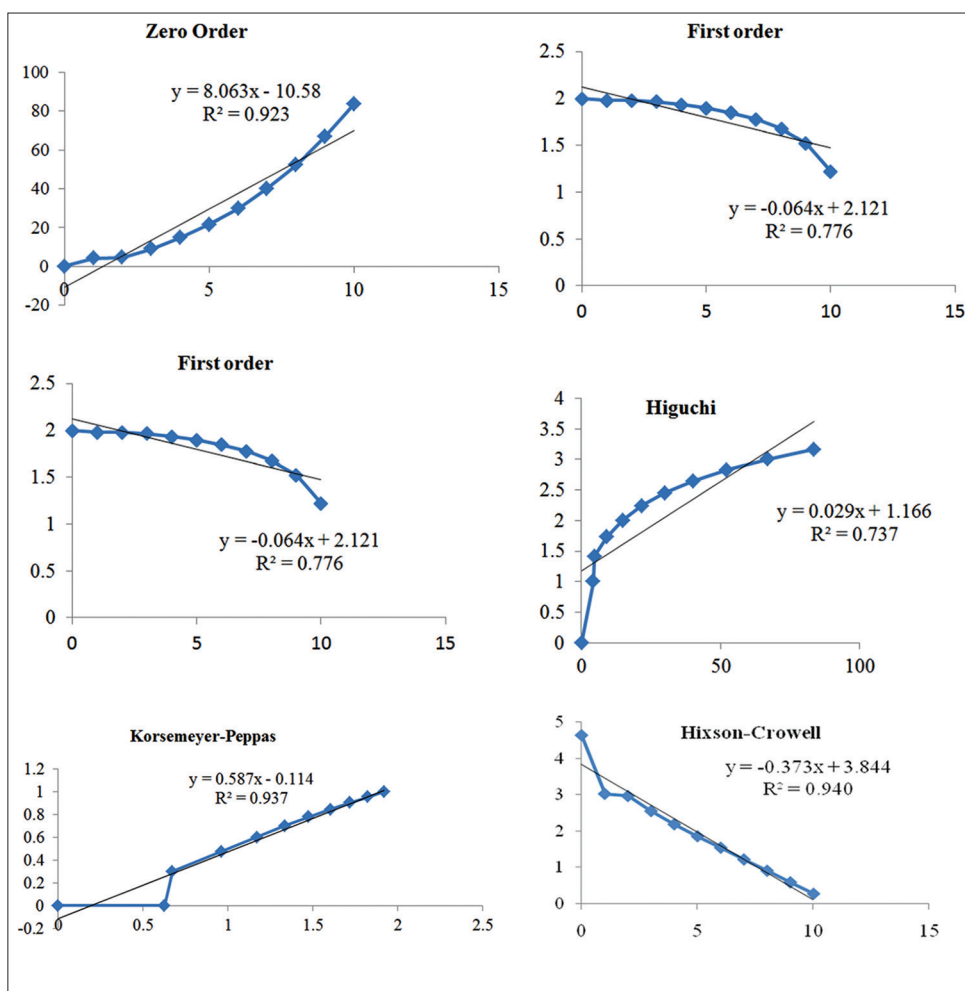 Zero Order
y = 8.063x - 10.58
R² = 0.923
100
80
60
40
20
0
-20
0 5 10 15
First order
2.5
2
1.5
1
0.5
0
y = -0.064x + 2.121
R² = 0.776
0 5 10 15
First order
2.5
2
1.5
1
0.5
0
y = -0.064x + 2.121
R² = 0.776
0 5 10 15
Higuchi
4
3.5
3
2.5
2
1.5
1
0.5
0
y = 0.029x + 1.166
R² = 0.737
0 50 100
Korsemeyer-Peppas
y = 0.587x - 0.114
R² = 0.937
1.2
1
0.8
0.6
0.4
0.2
0
-0.2
0 0.5 1 1.5 2 2.5
Hixson-Crowell
y = -0.373x + 3.844
R² = 0.940
5
4
3
2
1
0
0 5 10 15